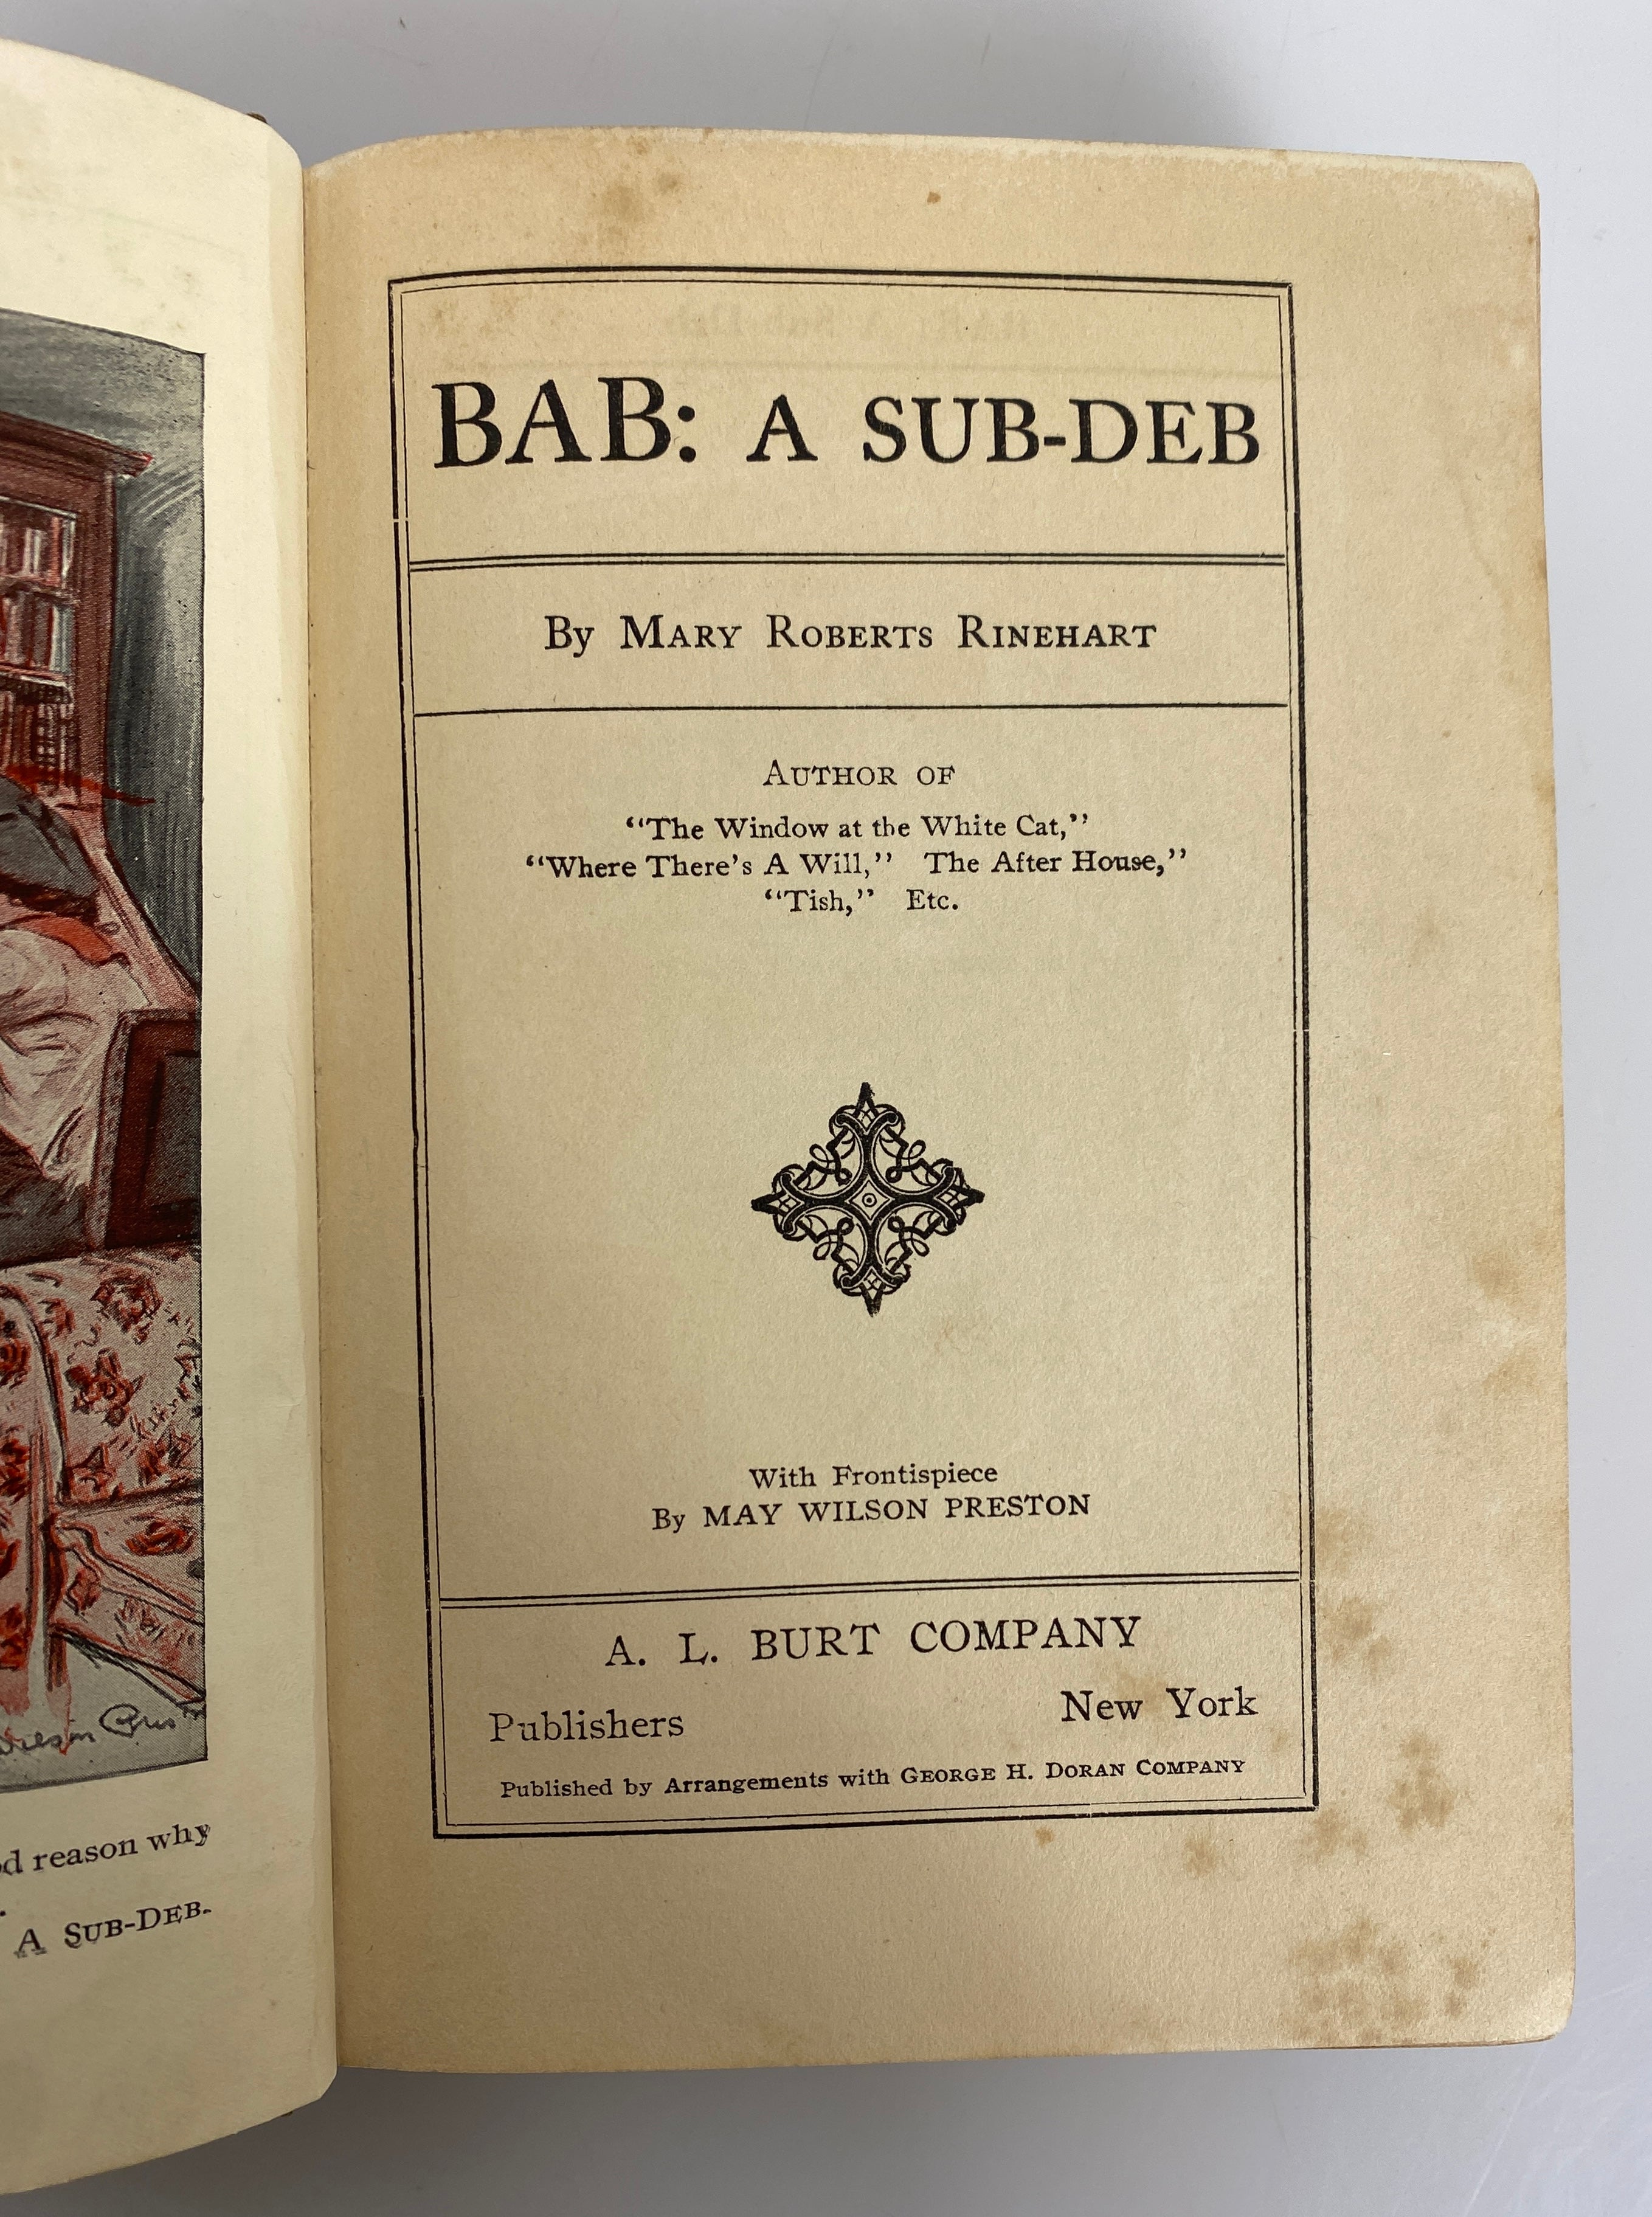 BAB: A SUB-DEB
By MARY ROBERTS RINEHART
AUTHOR OF
“The Window at the White Cat,”
“Where There’s A Will,” The After House,”
“Tish,” Etc.
With Frontispiece
By MAY WILSON PRESTON
A. L. BURT COMPANY
Publishers New York
Published by Arrangements with GEORGE H. DORAN COMPANY
reason why
A SUB-DEB.